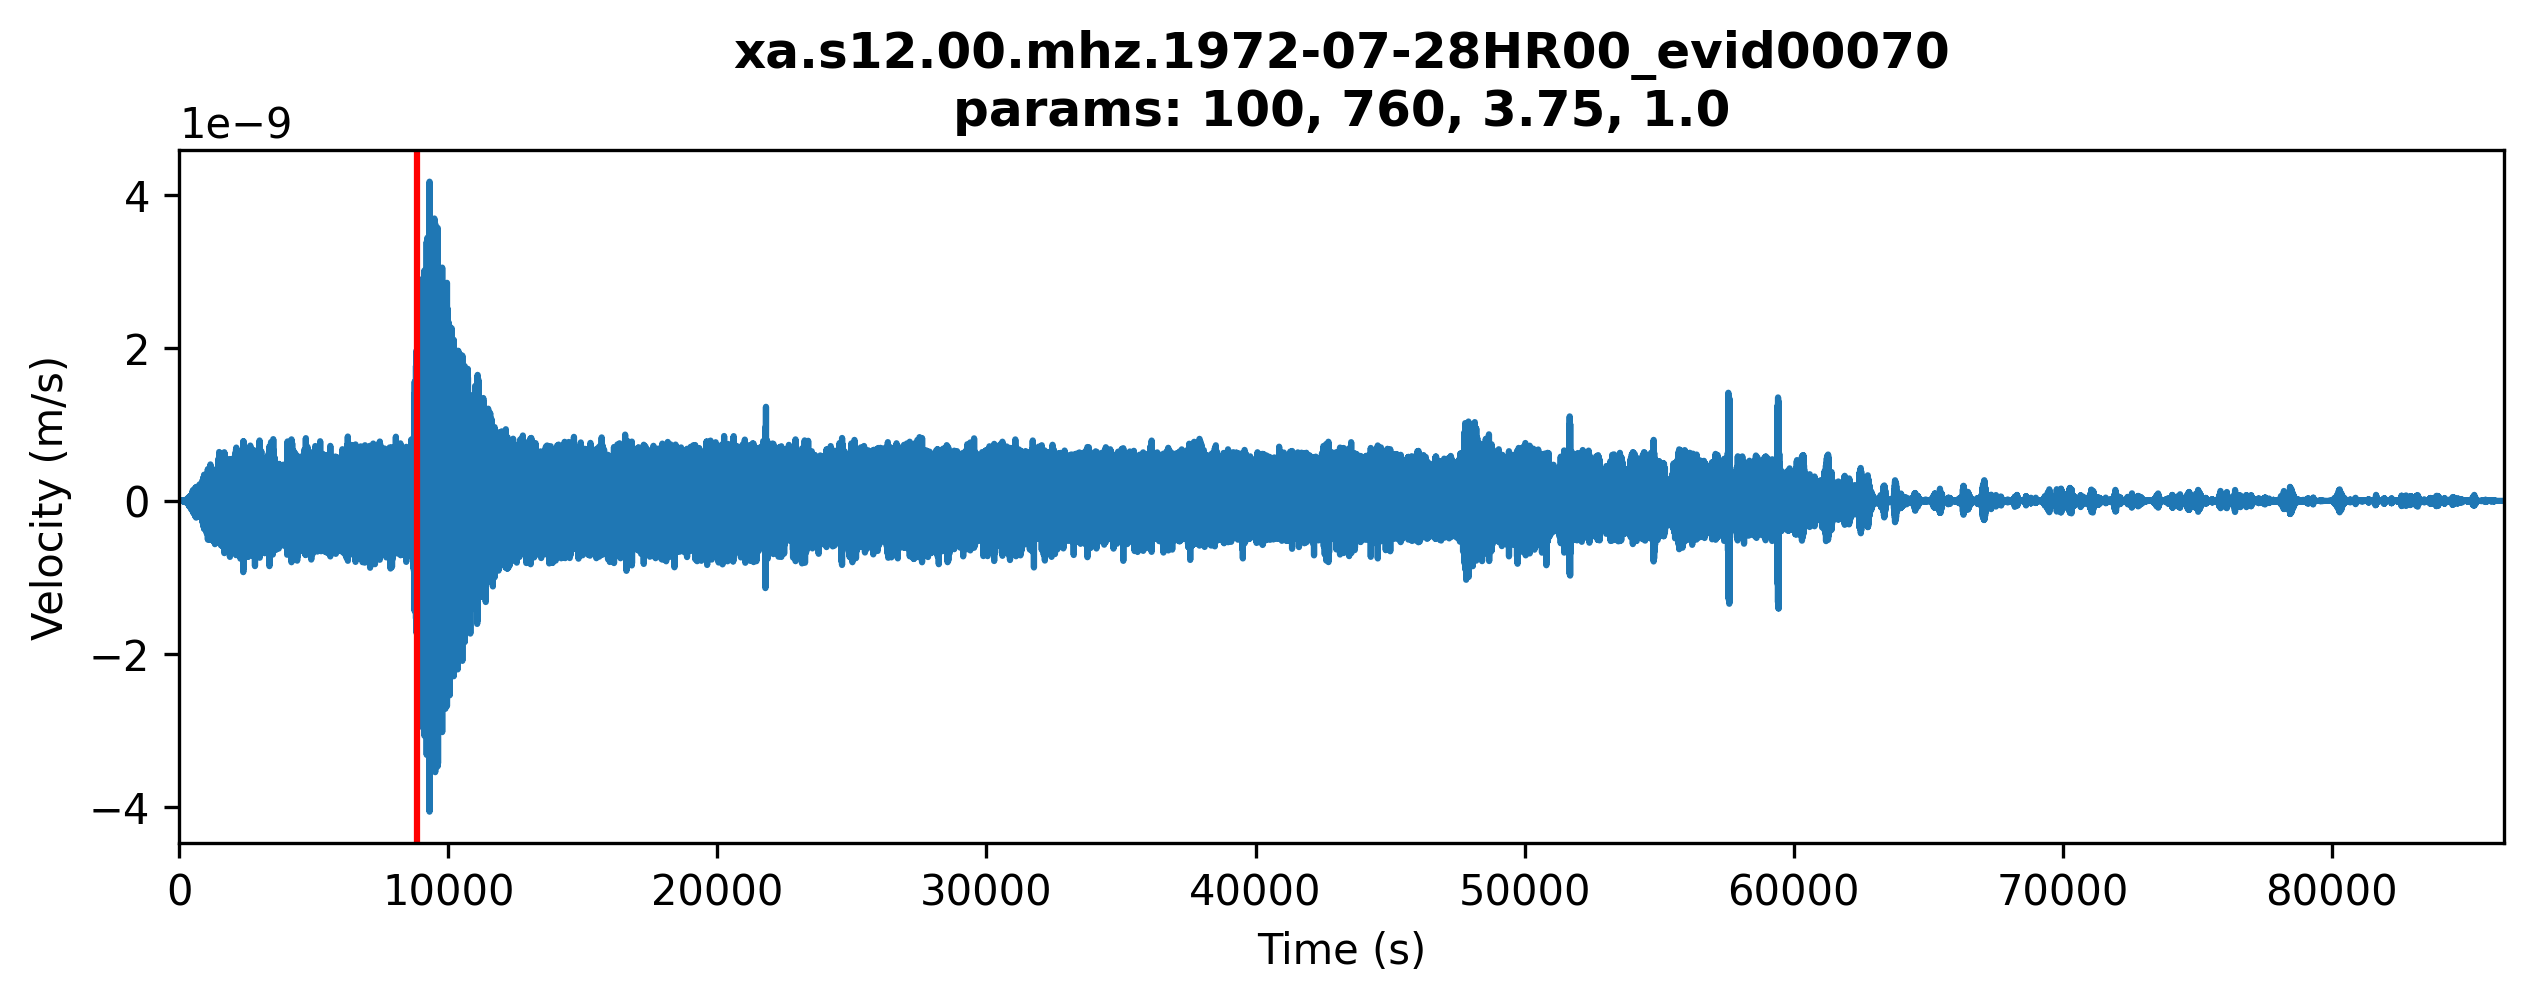 xa.s12.00.mhz.1972-07-28HR00_evid00070
params: 100, 760, 3.75, 1.0
1e−9
4
2
0
−2
−4
Velocity (m/s)
0 10000 20000 30000 40000 50000 60000 70000 80000
Time (s)